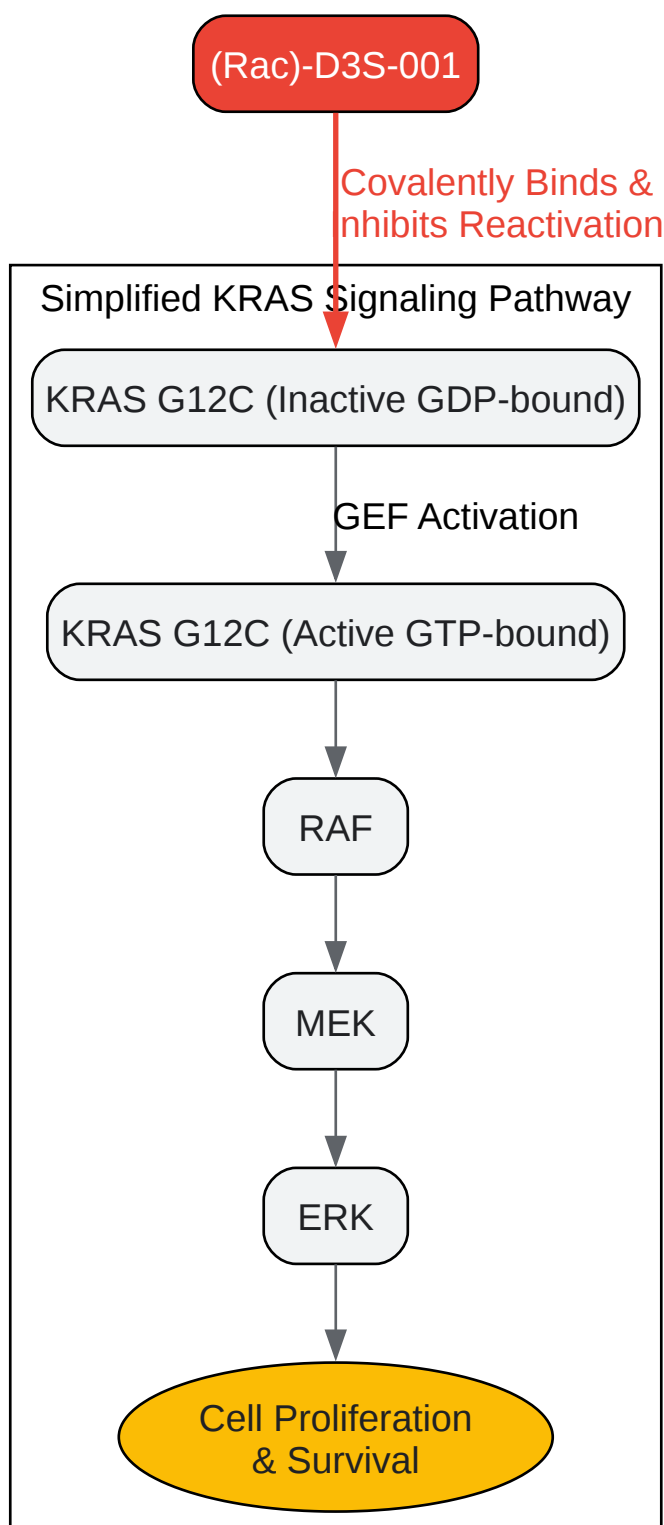 (Rac)-D3S-001
Covalently Binds &
nhibits Reactivation
Simplified KRAS Signaling Pathway
KRAS G12C (Inactive GDP-bound)
GEF Activation
KRAS G12C (Active GTP-bound)
RAF
MEK
ERK
Cell Proliferation
& Survival